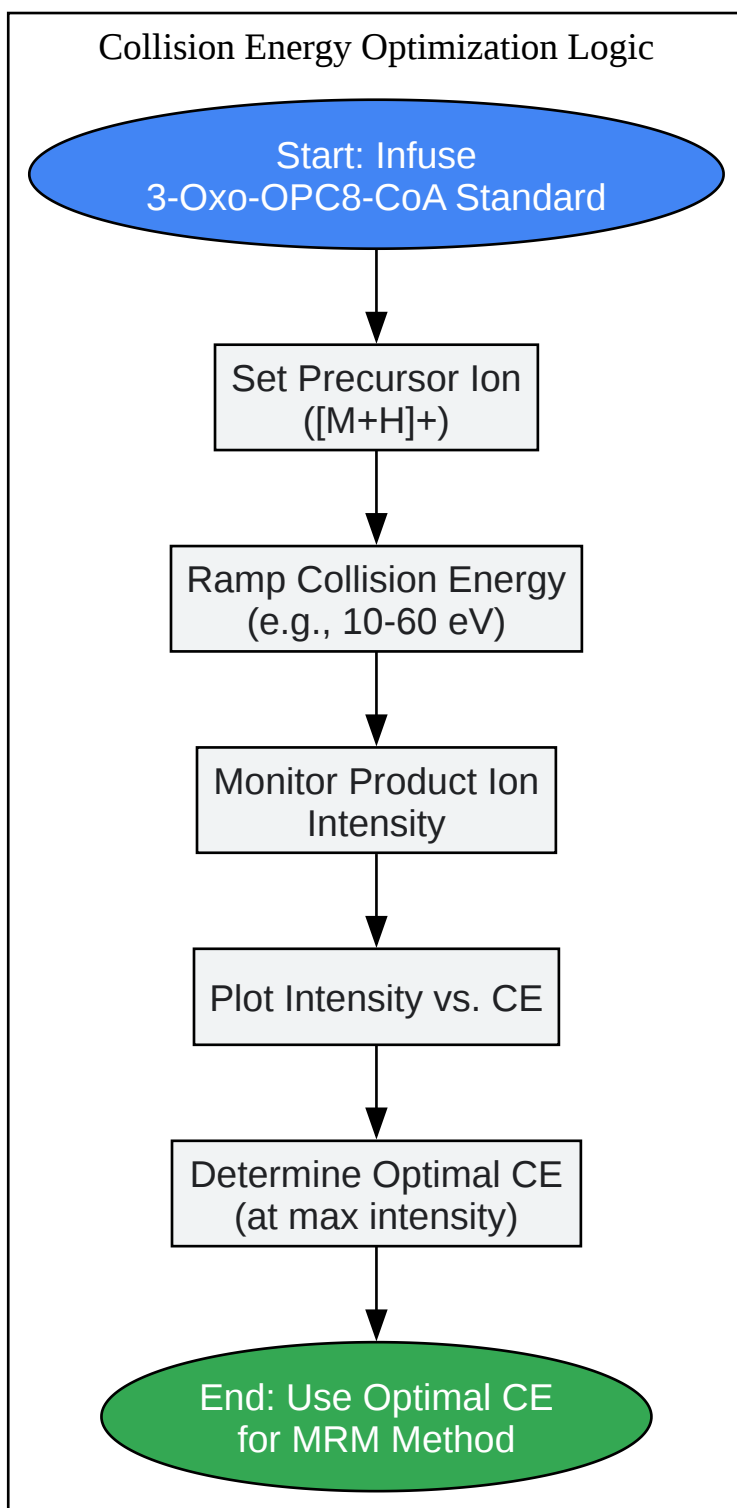 Collision Energy Optimization Logic
Start: Infuse
3-Oxo-OPC8-CoA Standard
Set Precursor Ion
([M+H]+)
Ramp Collision Energy
(e.g., 10-60 eV)
Monitor Product Ion
Intensity
Plot Intensity vs. CE
Determine Optimal CE
(at max intensity)
End: Use Optimal CE
for MRM Method